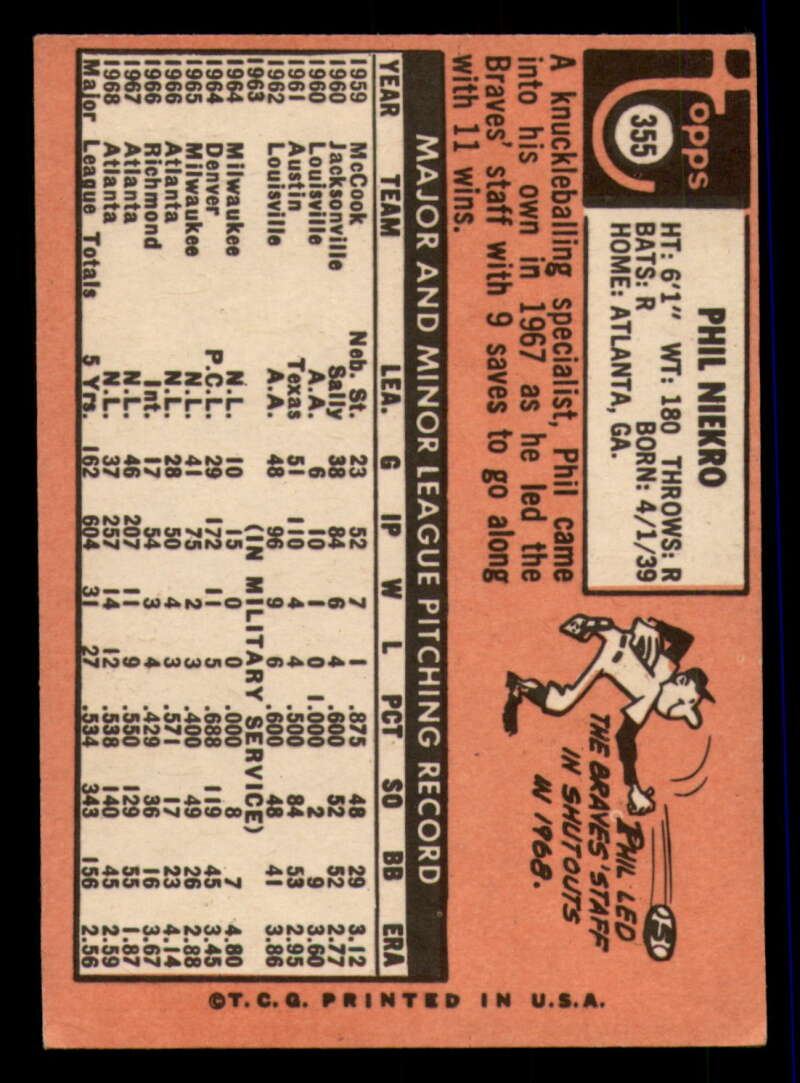 Topps
355
PHIL NIEKRO
HT: 6'1" WT: 180 THROWS: R
BATS: R BORN: 4/1/39
HOME: ATLANTA, GA.
A knuckleballing specialist, Phil came
into his own in 1967 as he led the
Braves' staff with 9 saves to go along
with 11 wins.
PHIL LED
THE BRAVES' STAFF
IN SHUTOUTS
IN 1968.
5
MAJOR AND MINOR LEAGUE PITCHING RECORD
YEAR TEAM LEA. G IP W L PCT SO BB ERA
1959 McCook Neb. St. 23 52 7 1 .875 48 29 3.12
1960 Jacksonville Sally 38 84 6 4 .600 52 52 2.77
1960 Louisville A.A. 6 10 1 0 1.000 2 9 3.60
1961 Austin Texas 51 110 4 4 .500 84 53 2.95
1962 Louisville A.A. 48 96 9 6 .600 48 41 3.86
1963 (IN MILITARY SERVICE)
1964 Milwaukee N.L. 10 15 0 0 .000 8 7 4.80
1964 Denver P.C.L. 29 172 11 5 .688 119 45 3.45
1965 Milwaukee N.L. 41 75 2 3 .400 49 26 2.88
1966 Atlanta N.L. 28 50 4 3 .571 17 23 4.14
1966 Richmond Int. 17 54 3 4 .429 36 16 3.67
1967 Atlanta N.L. 46 207 11 9 .550 129 55 1.87
1968 Atlanta N.L. 37 257 14 12 .538 140 45 2.59
Major League Totals 5 Yrs. 162 604 31 27 .534 343 156 2.56
©T.C.G. PRINTED IN U.S.A.